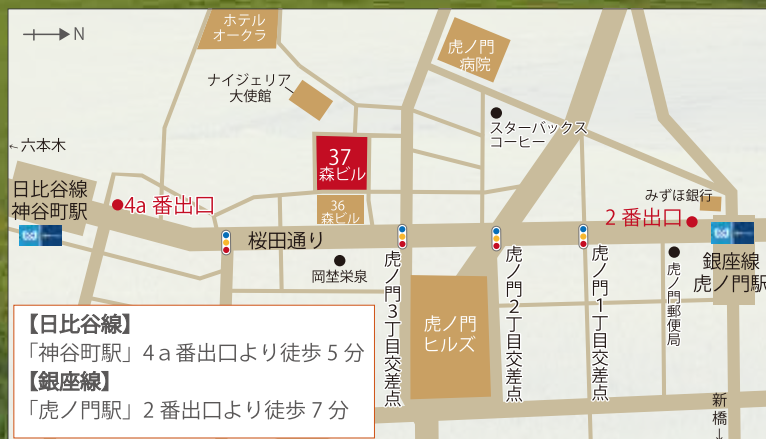 N
ホテル
オークラ
虎ノ門
病院
ナイジェリア
大使館
スターバックス
コーヒー
←六本木
37
森ビル
日比谷線
神谷町駅
4a 番出口
36
森ビル
みずほ銀行
2 番出口
桜田通り
岡埜栄泉
虎ノ門3丁目交差点
虎ノ門2丁目交差点
虎ノ門1丁目交差点
虎ノ門郵便局
銀座線
虎ノ門駅
虎ノ門
ヒルズ
新橋→
【日比谷線】
「神谷町駅」4a番出口より徒歩 5 分
【銀座線】
「虎ノ門駅」2 番出口より徒歩 7 分